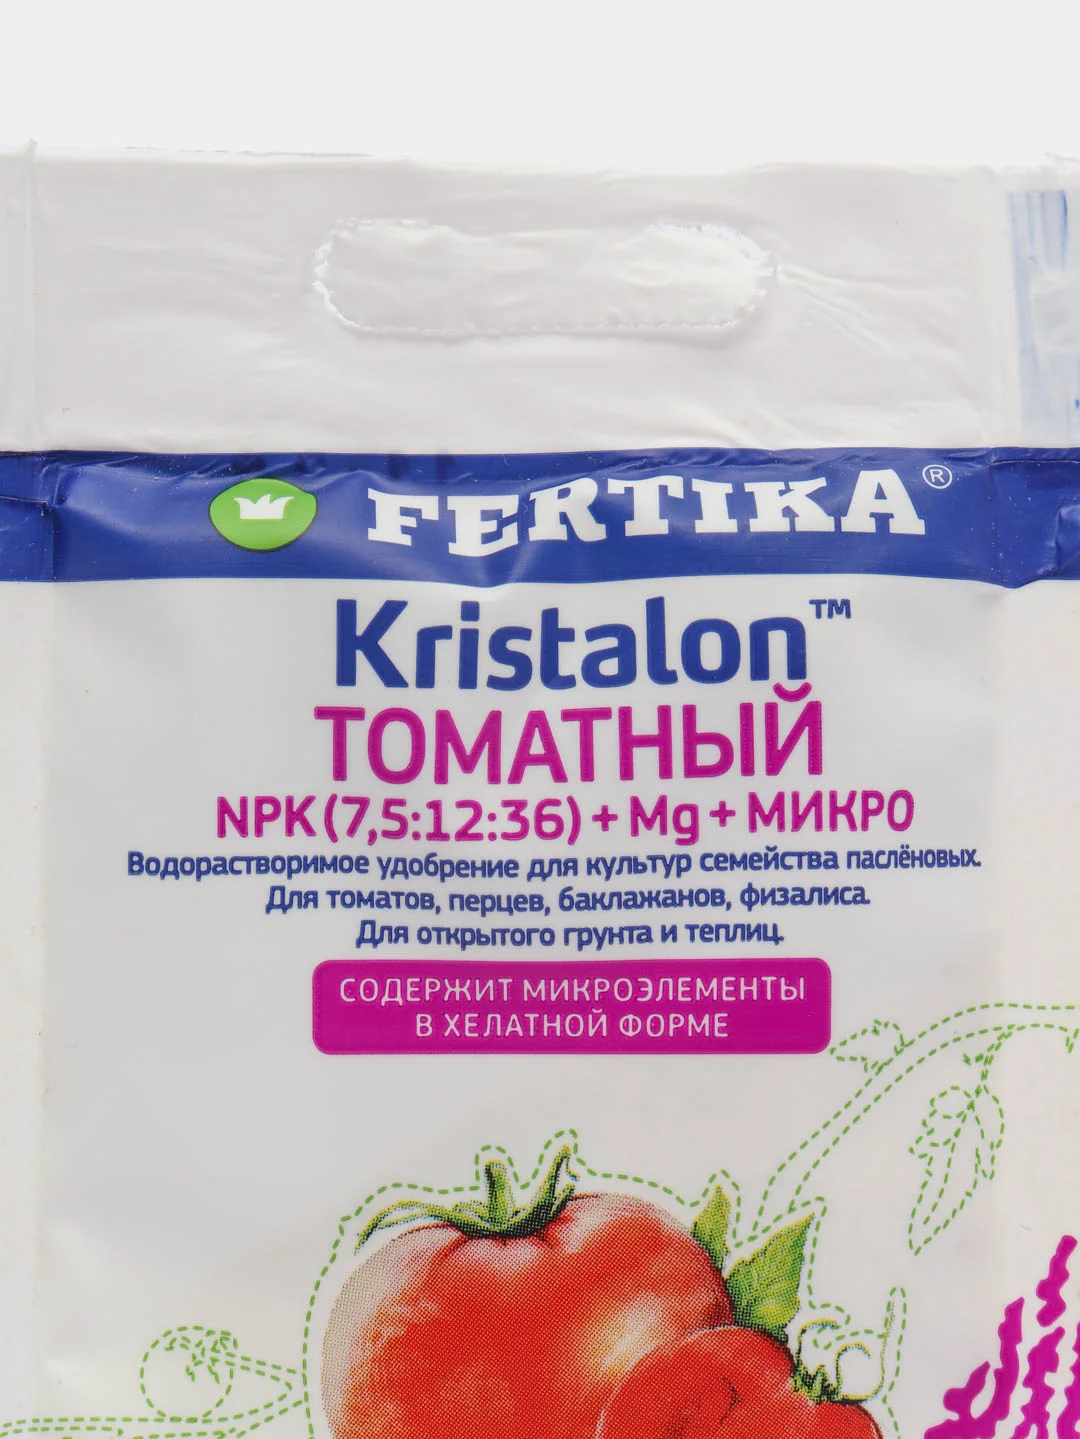 FERTIKA®
Kristalon™
ТОМАТНЫЙ
NPK (7,5:12:36) + Mg + МИКРО
Водорастворимое удобрение для культур семейства паслёновых.
Для томатов, перцев, баклажанов, физалиса.
Для открытого грунта и теплиц.
СОДЕРЖИТ МИКРОЭЛЕМЕНТЫ
В ХЕЛАТНОЙ ФОРМЕ